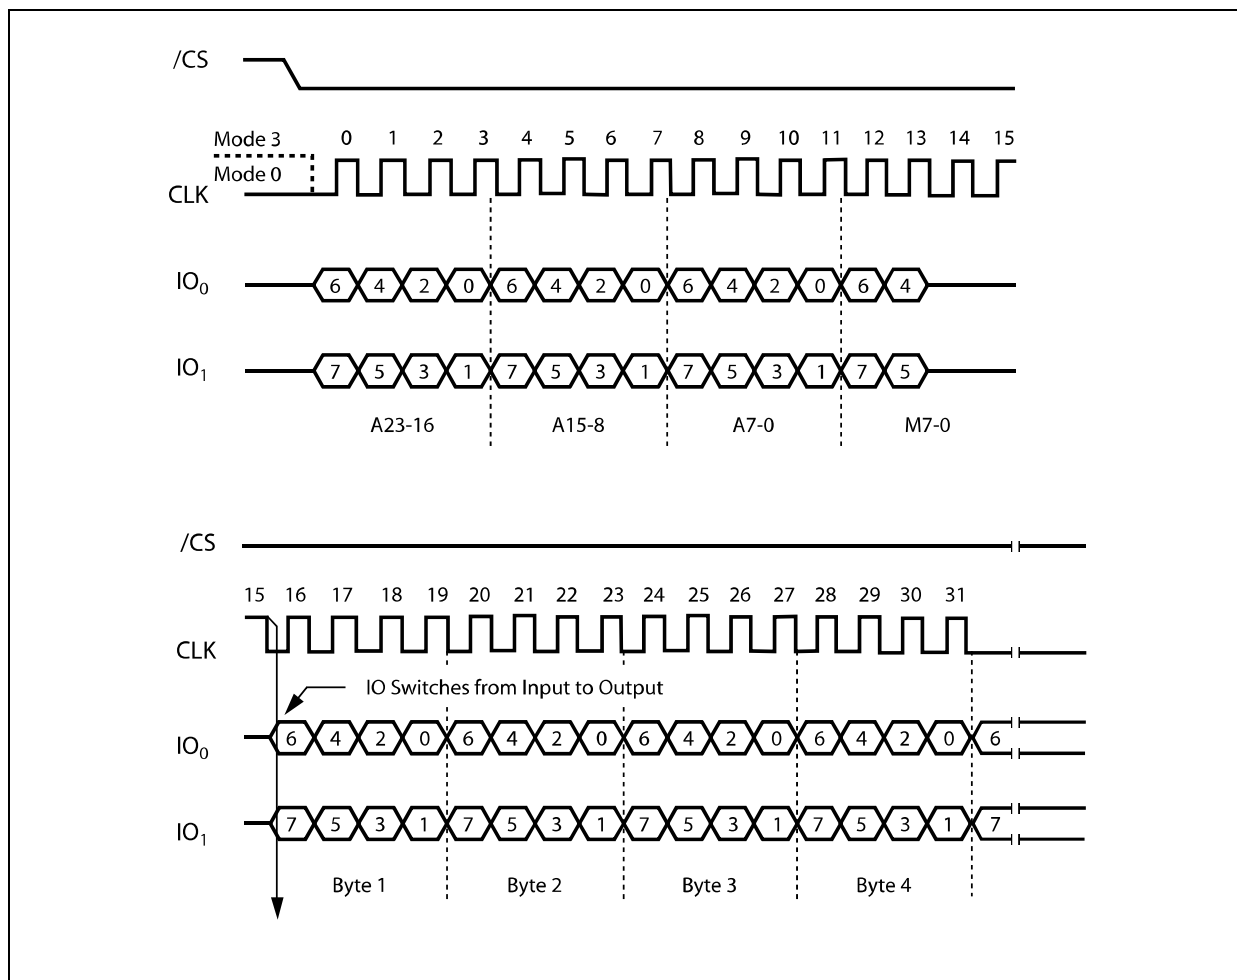 /CS
Mode 3
0 1 2 3 4 5 6 7 8 9 10 11 12 13 14 15
Mode 0
CLK
IO0 6 4 2 0 6 4 2 0 6 4 2 0 6 4
IO1 7 5 3 1 7 5 3 1 7 5 3 1 7 5
A23-16 A15-8 A7-0 M7-0
/CS
15 16 17 18 19 20 21 22 23 24 25 26 27 28 29 30 31
CLK
IO Switches from Input to Output
IO0 6 4 2 0 6 4 2 0 6 4 2 0 6 4 2 0 6
IO1 7 5 3 1 7 5 3 1 7 5 3 1 7 5 3 1 7
Byte 1 Byte 2 Byte 3 Byte 4